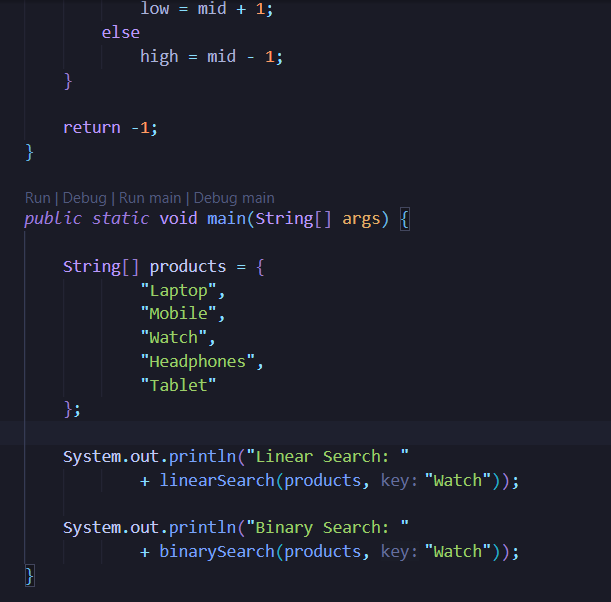 low = mid + 1;
else
high = mid - 1;
}
return -1;
}
Run | Debug | Run main | Debug main
public static void main(String[] args) {
String[] products = {
"Laptop",
"Mobile",
"Watch",
"Headphones",
"Tablet"
};
System.out.println("Linear Search: "
+ linearSearch(products, key: "Watch"));
System.out.println("Binary Search: "
+ binarySearch(products, key: "Watch"));
}